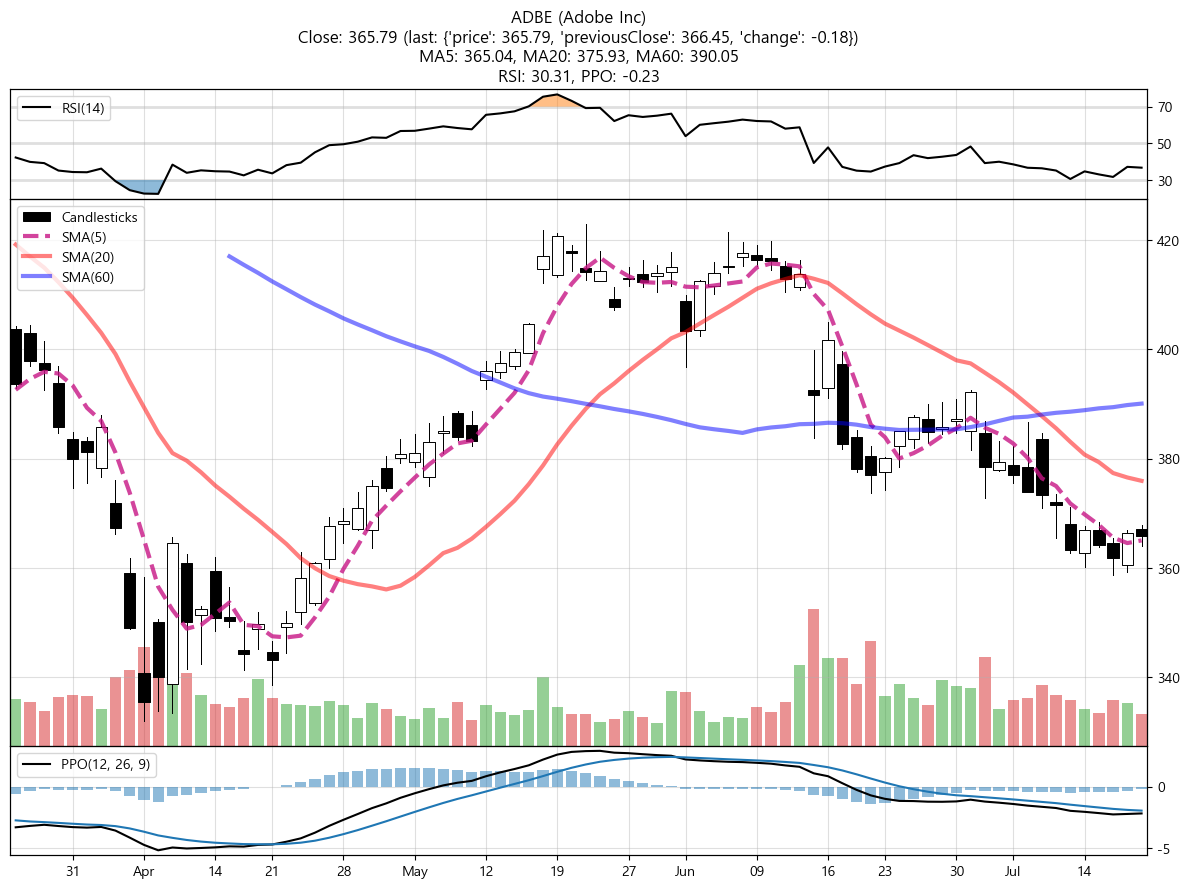 ADBE (Adobe Inc)
Close: 365.79 (last: {'price': 365.79, 'previousClose': 366.45, 'change': -0.18})
MA5: 365.04, MA20: 375.93, MA60: 390.05
RSI: 30.31, PPO: -0.23
RSI(14)
70
50
30
Candlesticks
SMA(5)
SMA(20)
SMA(60)
420
400
380
360
340
PPO(12, 26, 9)
0
-5
31 Apr 14 21 28 May 12 19 27 Jun 09 16 23 30 Jul 14